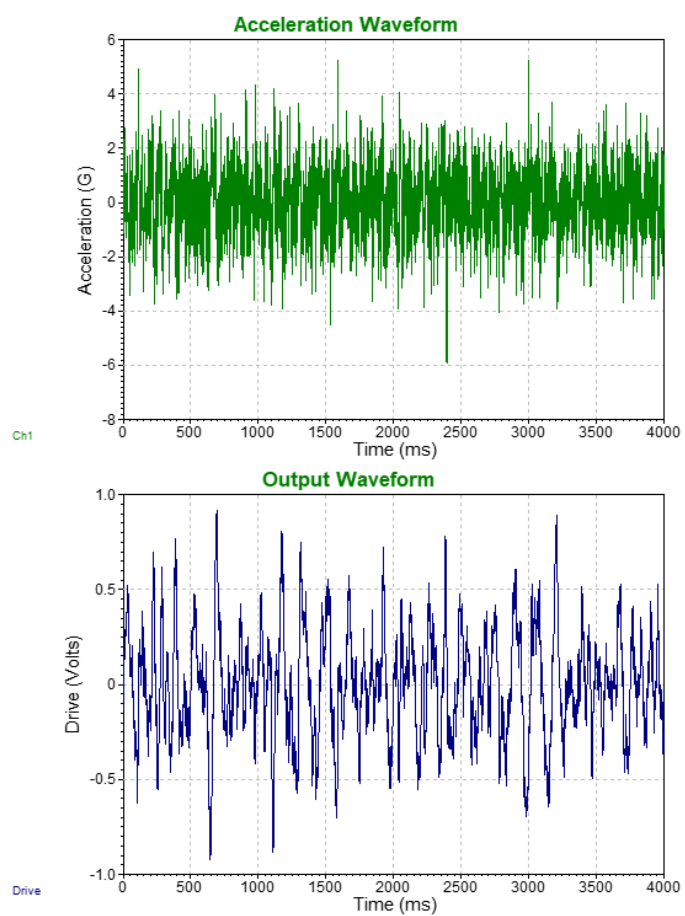 Acceleration Waveform
6
4
2
0
-2
-4
-6
-8
Acceleration (G)
0 500 1000 1500 2000 2500 3000 3500 4000
Time (ms)
Ch1
Output Waveform
1.0
0.5
0
-0.5
-1.0
Drive (Volts)
0 500 1000 1500 2000 2500 3000 3500 4000
Time (ms)
Drive